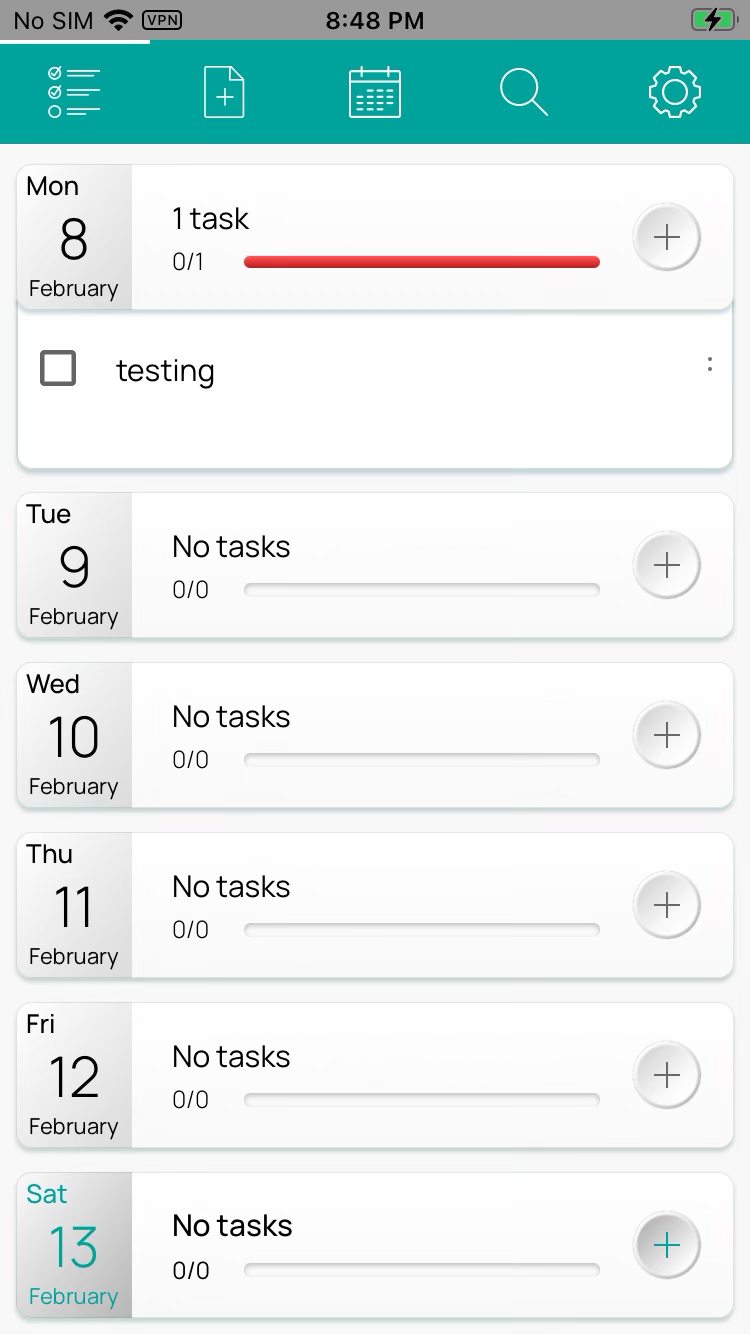 No SIM VPN 8:48 PM
Mon
8
February
1 task
0/1
testing
Tue
9
February
No tasks
0/0
Wed
10
February
No tasks
0/0
Thu
11
February
No tasks
0/0
Fri
12
February
No tasks
0/0
Sat
13
February
No tasks
0/0